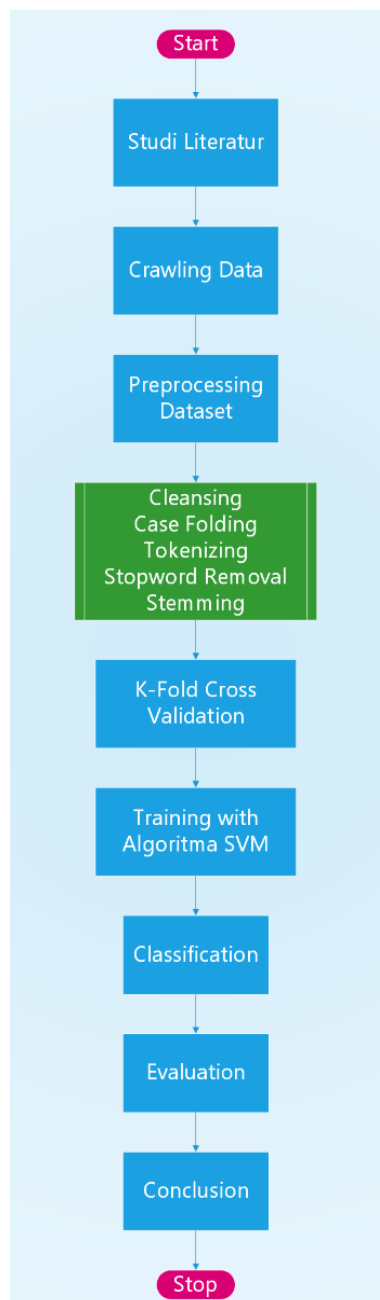 Start
Studi Literatur
Crawling Data
Preprocessing
Dataset
Cleansing
Case Folding
Tokenizing
Stopword Removal
Stemming
K-Fold Cross
Validation
Training with
Algoritma SVM
Classification
Evaluation
Conclusion
Stop